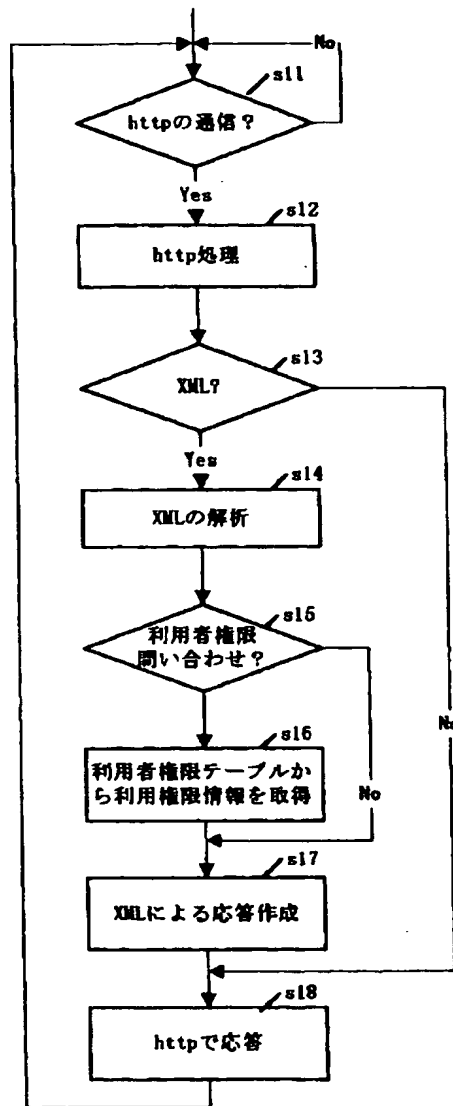 No
s11
httpの通信？
Yes
s12
http処理
s13
XML?
Yes
s14
XMLの解析
s15
利用者権限
問い合わせ？
No
s16
利用者権限テーブルか
ら利用権限情報を取得
No
s17
XMLによる応答作成
s18
httpで応答